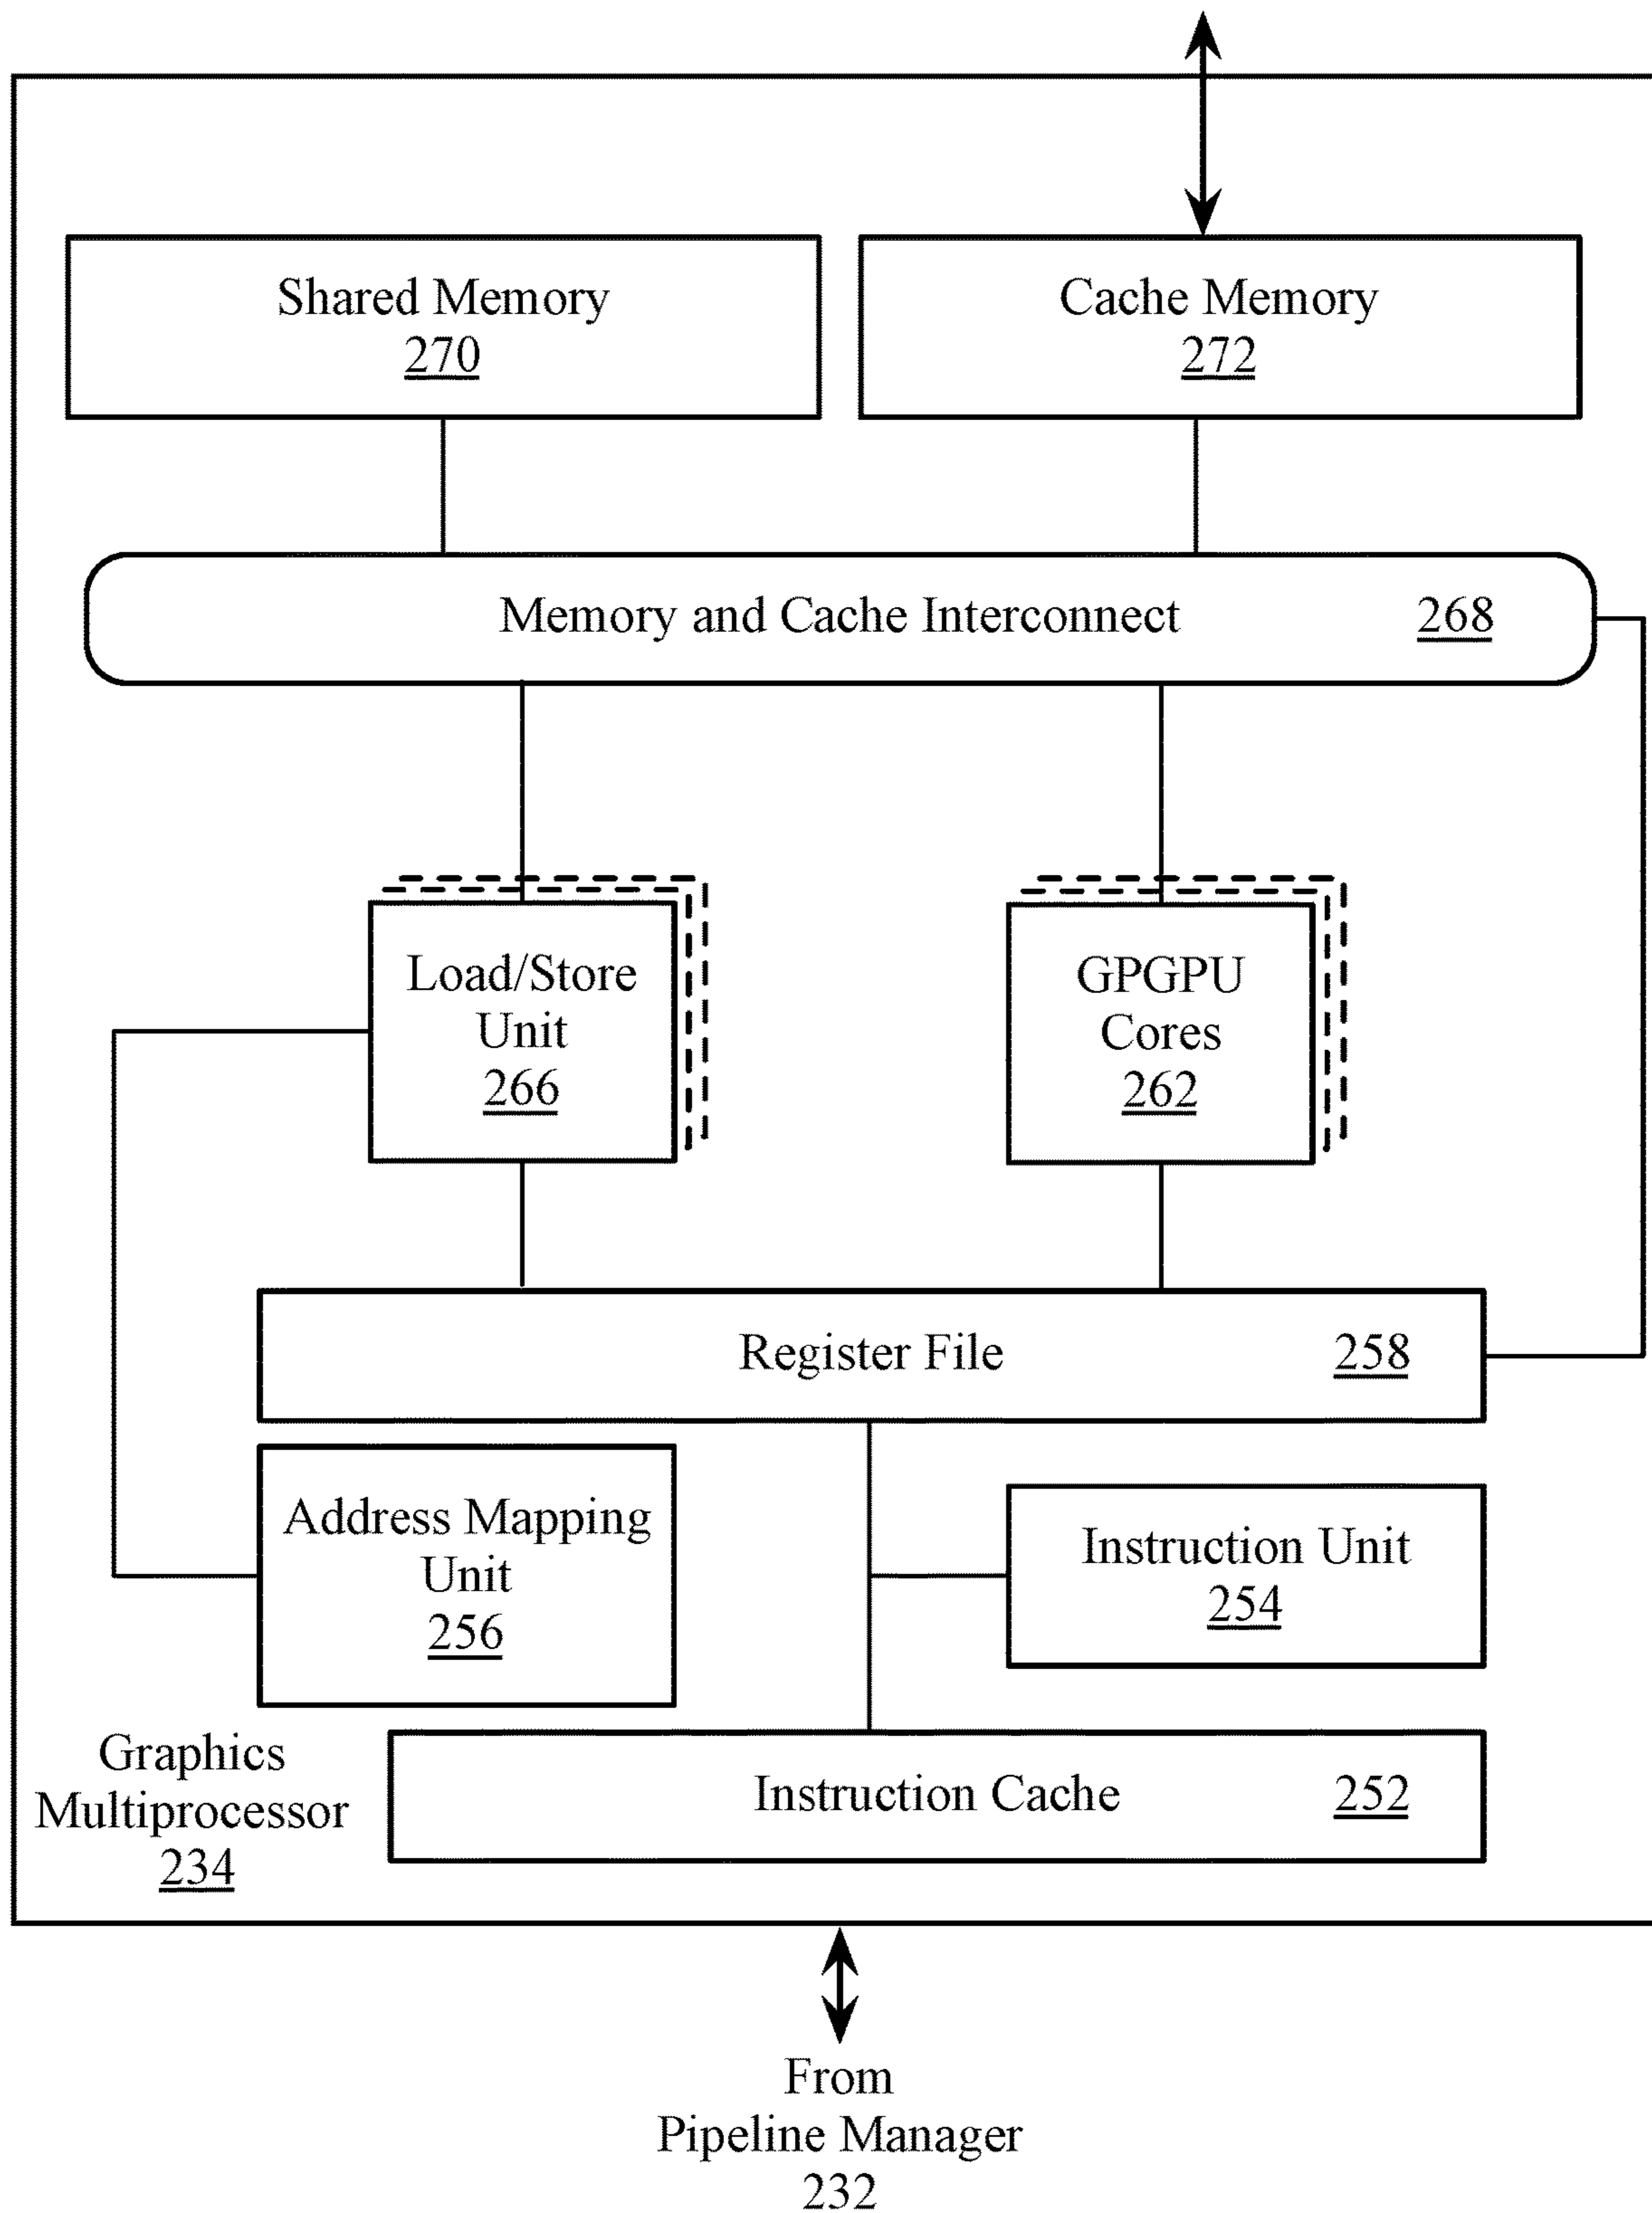 Shared Memory
270
Cache Memory
272
Memory and Cache Interconnect 268
Load/Store
Unit
266
GPGPU
Cores
262
Register File 258
Address Mapping
Unit
256
Instruction Unit
254
Graphics
Multiprocessor
234
Instruction Cache 252
From
Pipeline Manager
232